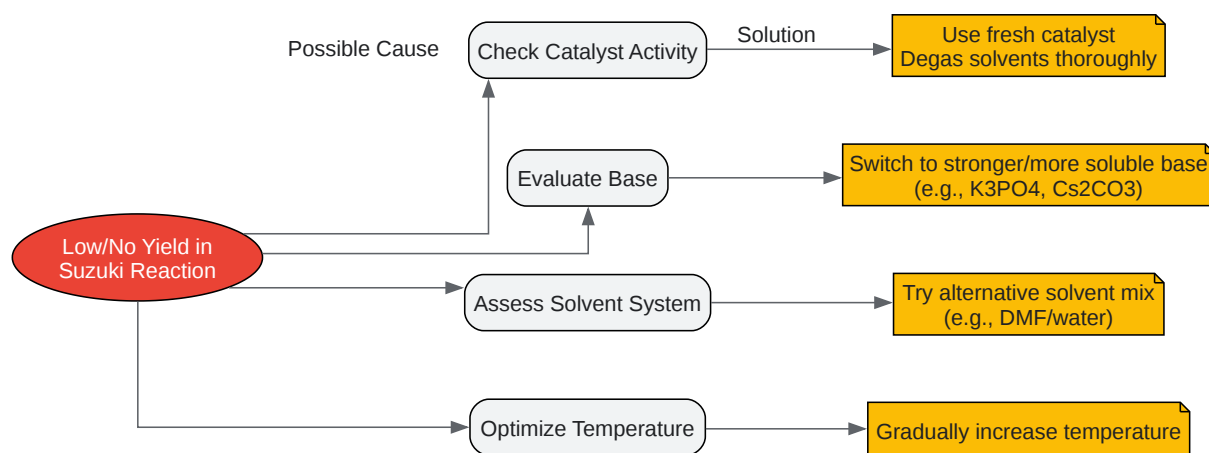 Possible Cause
Check Catalyst Activity
Solution
Use fresh catalyst
Degas solvents thoroughly
Evaluate Base
Switch to stronger/more soluble base
(e.g., K3PO4, Cs2CO3)
Low/No Yield in
Suzuki Reaction
Assess Solvent System
Try alternative solvent mix
(e.g., DMF/water)
Optimize Temperature
Gradually increase temperature